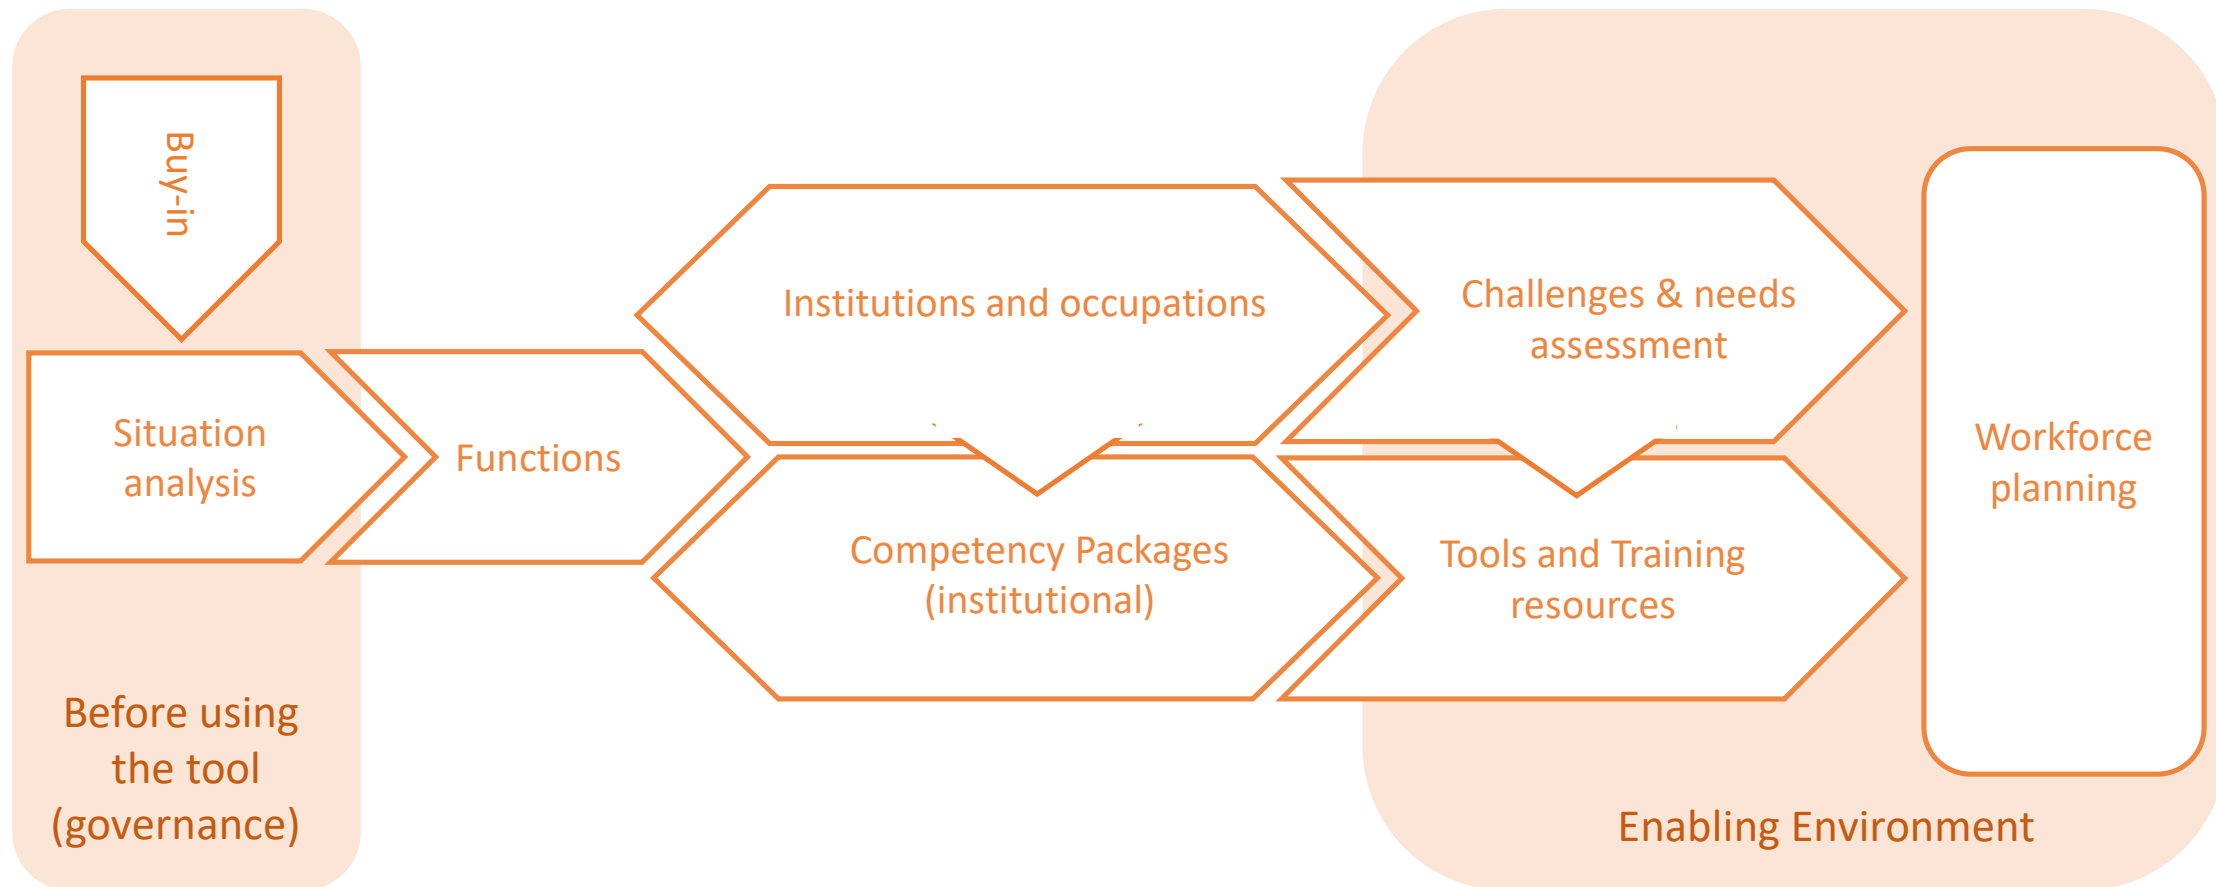 Buy-in
Situation
analysis
Before using
the tool
(governance)
Functions
Institutions and occupations
Competency Packages
(institutional)
Challenges & needs
assessment
Tools and Training
resources
Workforce
planning
Enabling Environment